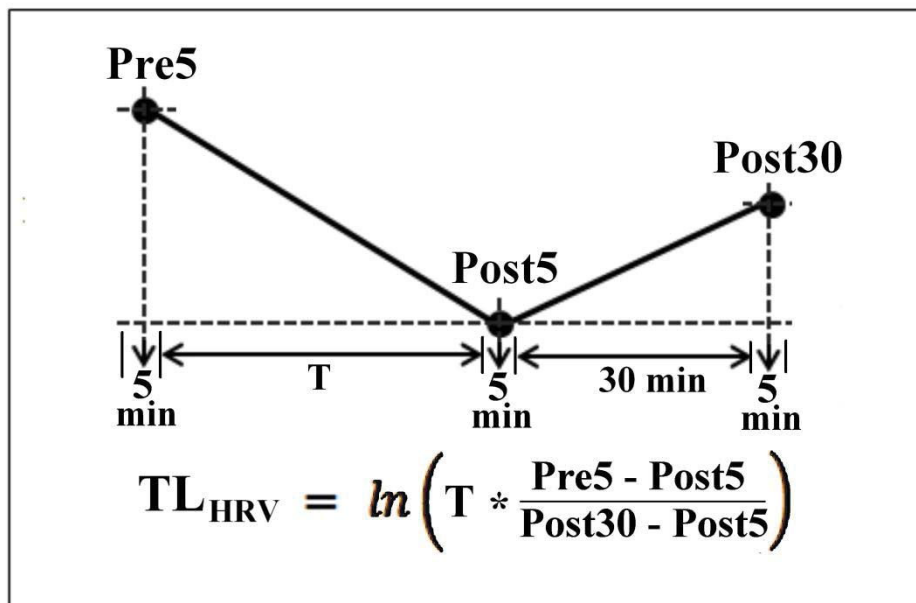 Pre5
Post30
Post5
T
30 min
5
min
5
min
5
min
TL_HRV = ln(T * (Pre5 - Post5) / (Post30 - Post5))